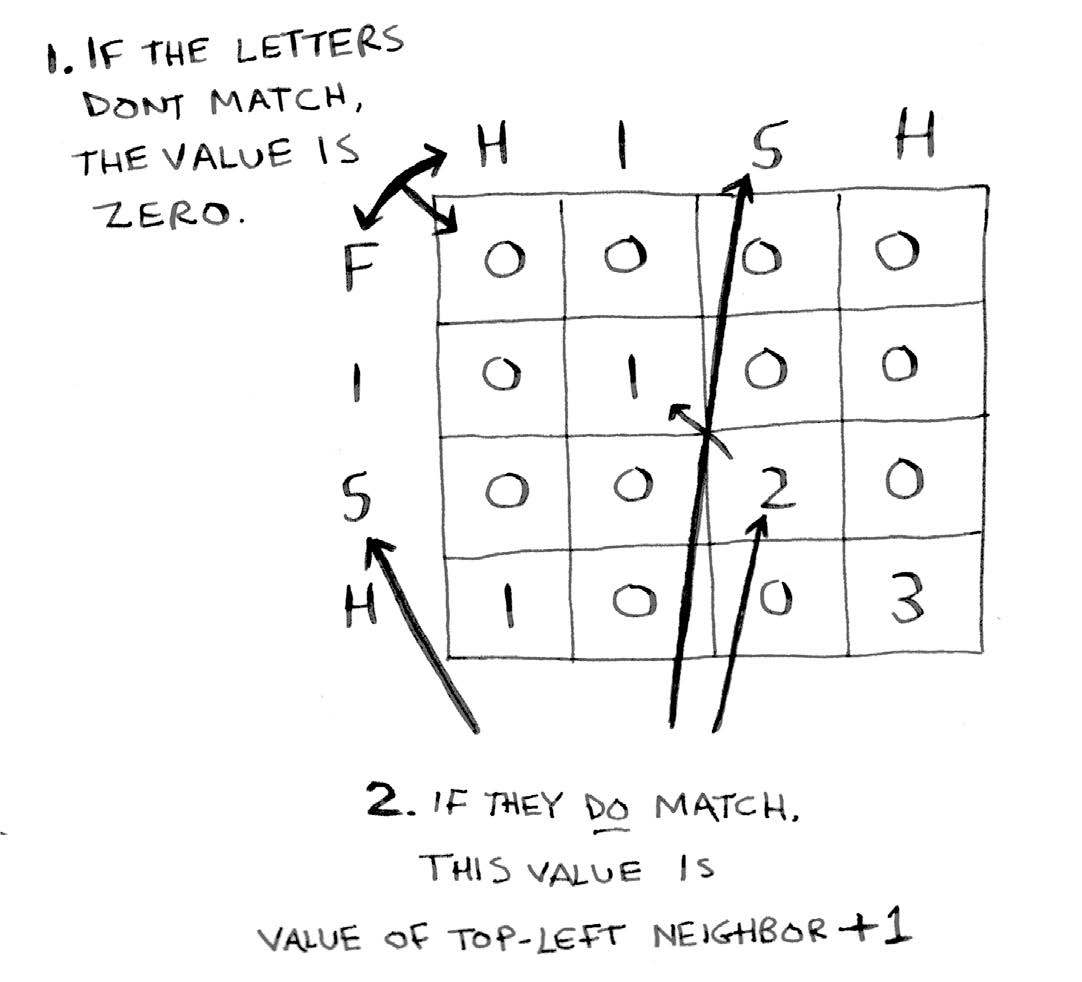 1. IF THE LETTERS
DONT MATCH,
THE VALUE IS
ZERO.
H I S H
F 0 0 0 0
I 0 1 0 0
S 0 0 2 0
H 1 0 0 3
2. IF THEY DO MATCH.
THIS VALUE IS
VALUE OF TOP-LEFT NEIGHBOR +1